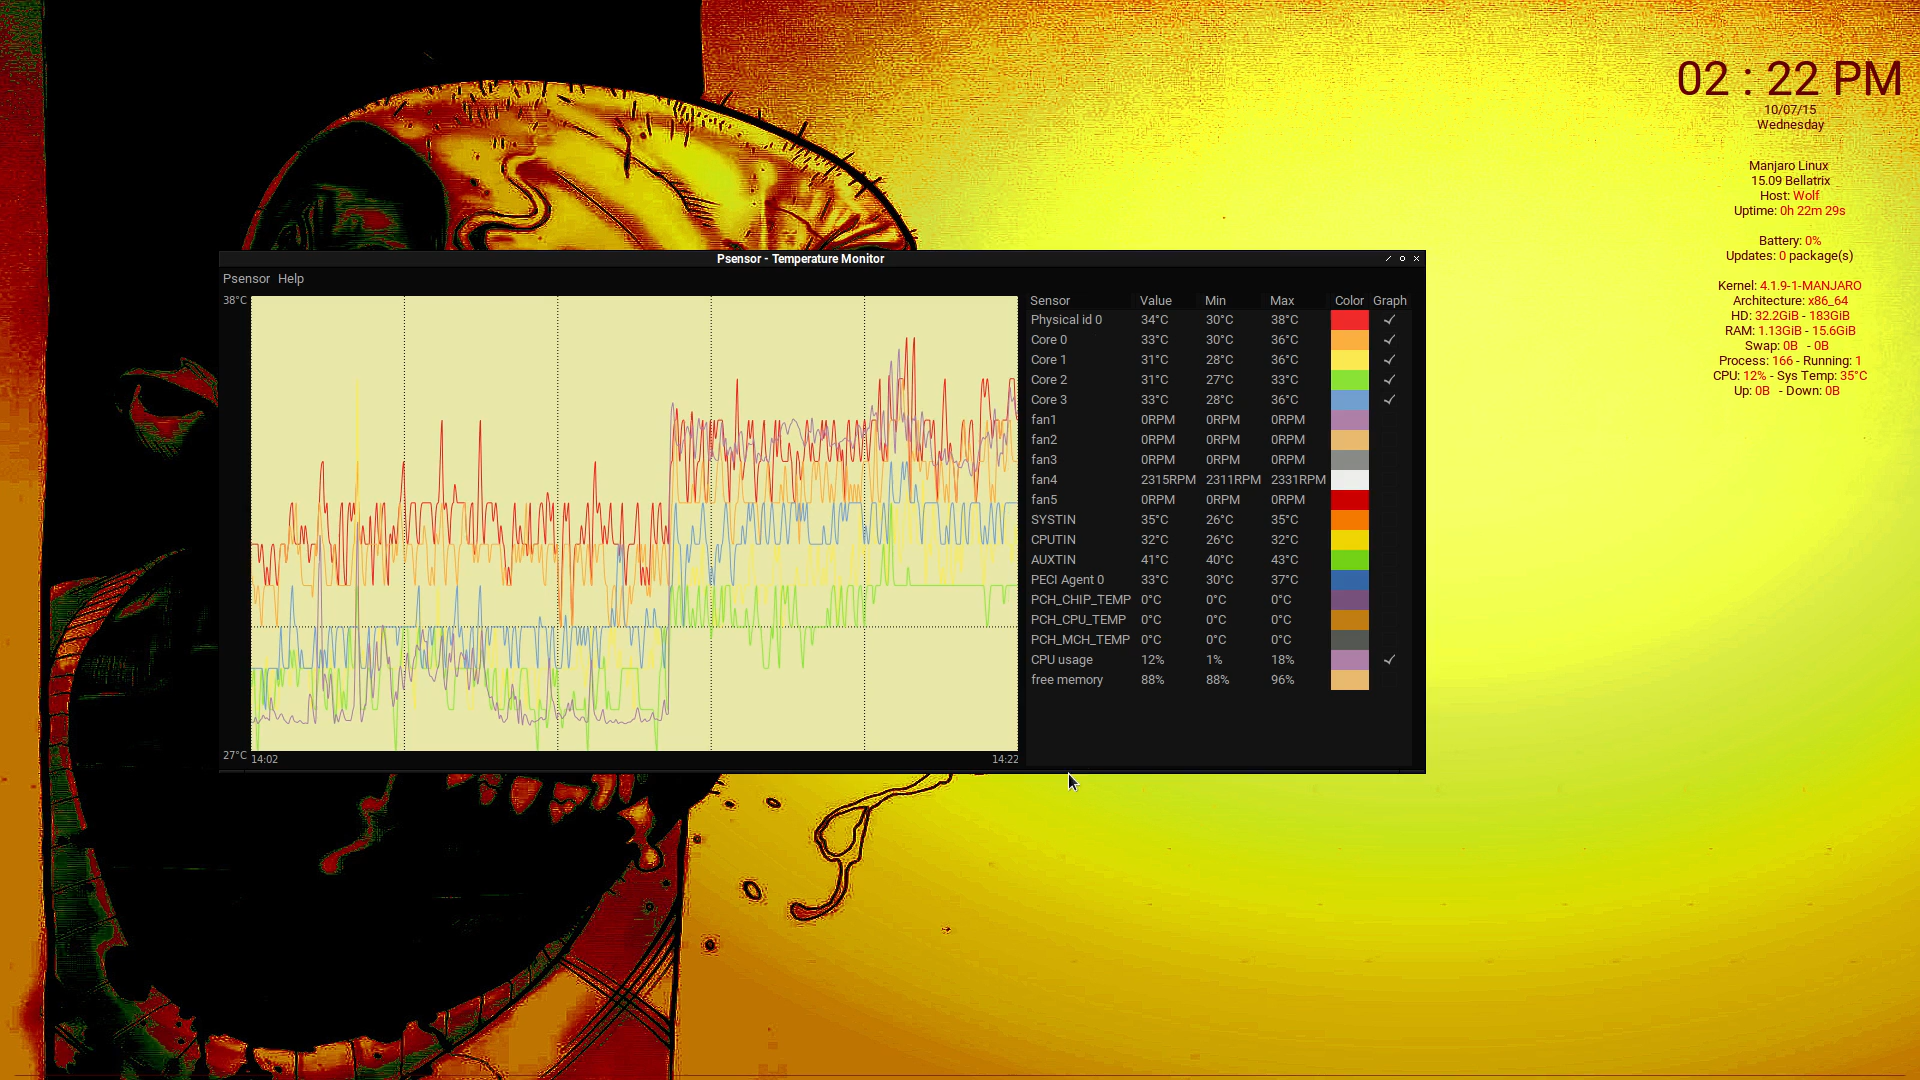 02 : 22 PM
10/07/15
Wednesday
Manjaro Linux
15.09 Bellatrix
Host: Wolf
Uptime: 0h 22m 29s
Battery: 0%
Updates: 0 package(s)
Kernel: 4.1.9-1-MANJARO
Architecture: x86_64
HD: 32.2GiB - 183GiB
RAM: 1.13GiB - 15.6GiB
Swap: 0B - 0B
Process: 166 - Running: 1
CPU: 12% - Sys Temp: 35°C
Up: 0B - Down: 0B
Psensor - Temperature Monitor
Psensor Help
38°C
27°C
14:02 14:22
Sensor Value Min Max Color Graph
Physical id 0 34°C 30°C 38°C
Core 0 33°C 30°C 36°C
Core 1 31°C 28°C 36°C
Core 2 31°C 27°C 33°C
Core 3 33°C 28°C 36°C
fan1 0RPM 0RPM 0RPM
fan2 0RPM 0RPM 0RPM
fan3 0RPM 0RPM 0RPM
fan4 2315RPM 2311RPM 2331RPM
fan5 0RPM 0RPM 0RPM
SYSTIN 35°C 26°C 35°C
CPUTIN 32°C 26°C 32°C
AUXTIN 41°C 40°C 43°C
PECI Agent 0 33°C 30°C 37°C
PCH_CHIP_TEMP 0°C 0°C 0°C
PCH_CPU_TEMP 0°C 0°C 0°C
PCH_MCH_TEMP 0°C 0°C 0°C
CPU usage 12% 1% 18%
free memory 88% 88% 96%